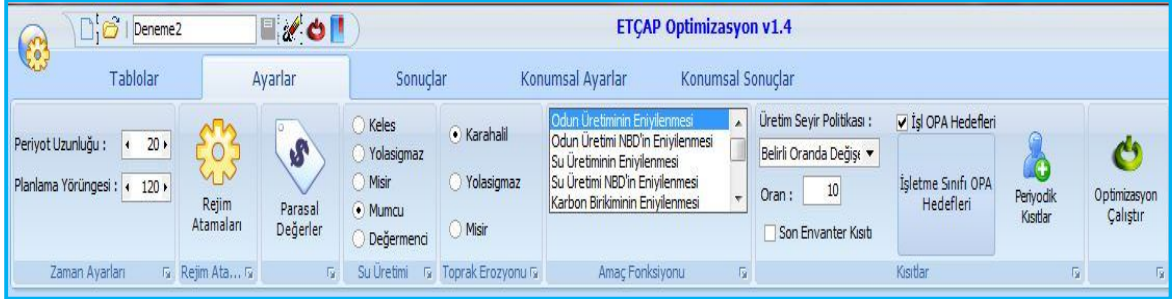 Deneme2
ETÇAP Optimizasyon v1.4
Tablolar
Ayarlar
Sonuçlar
Konumsal Ayarlar
Konumsal Sonuçlar
Periyot Uzunluğu : 20
Planlama Yörüngesi : 120
Zaman Ayarları
Rejim
Atamaları
Rejim Ata...
Parasal
Değerler
Keles
Yolasigmaz
Misir
Mumcu
Değermenci
Su Üretimi
Karahalil
Yolasigmaz
Misir
Toprak Erozyonu
Odun Üretiminin Eniyilenmesi
Odun Üretimi NBD'in Eniyilenmesi
Su Üretiminin Eniyilenmesi
Su Üretimi NBD'in Eniyilenmesi
Karbon Birikiminin Eniyilenmesi
Amaç Fonksiyonu
Üretim Seyir Politikası :
Belirli Oranda Değişe
Oran : 10
Son Envanter Kısıtı
İşl OPA Hedefleri
İşletme Sınıfı OPA
Hedefleri
Periyodik
Kısıtlar
Kısıtlar
Optimizasyon
Çalıştır